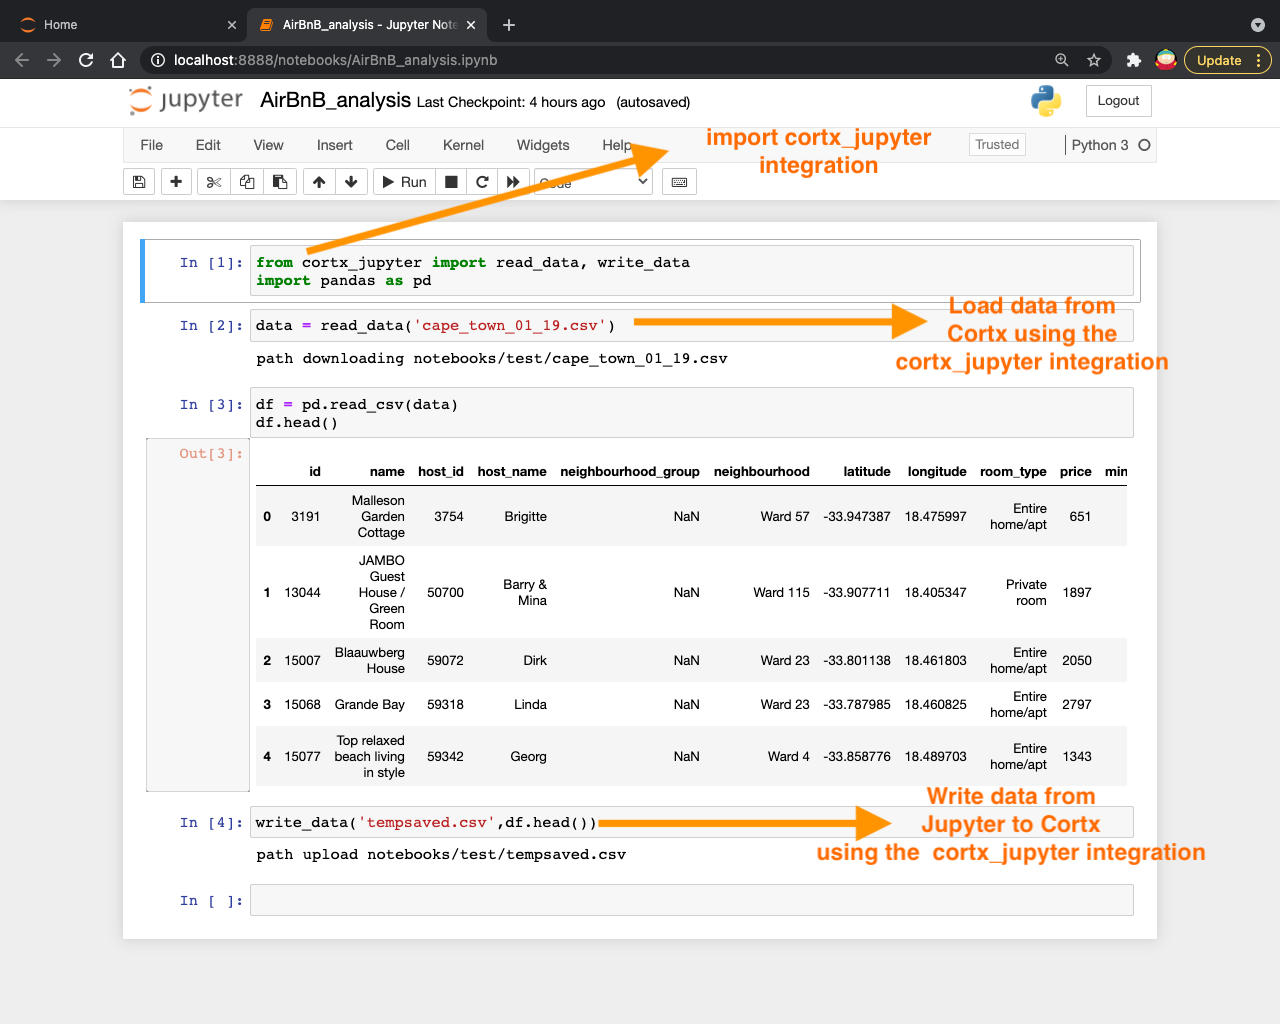 Home
AirBnB_analysis - Jupyter Note
Update
localhost:8888/notebooks/AirBnB_analysis.ipynb
jupyter AirBnB_analysis Last Checkpoint: 4 hours ago (autosaved)
Logout
File Edit View Insert Cell Kernel Widgets Help
import cortx_jupyter
integration
Trusted
Python 3
Run
Code
In [1]: from cortx_jupyter import read_data, write_data
import pandas as pd
In [2]: data = read_data('cape_town_01_19.csv')
Load data from
Cortx using the
cortx_jupyter integration
path downloading notebooks/test/cape_town_01_19.csv
In [3]: df = pd.read_csv(data)
df.head()
Out[3]:
id name host_id host_name neighbourhood_group neighbourhood latitude longitude room_type price min
0 3191 Malleson Garden Cottage 3754 Brigitte NaN Ward 57 -33.947387 18.475997 Entire home/apt 651
1 13044 JAMBO Guest House / Green Room 50700 Barry & Mina NaN Ward 115 -33.907711 18.405347 Private room 1897
2 15007 Blaauwberg House 59072 Dirk NaN Ward 23 -33.801138 18.461803 Entire home/apt 2050
3 15068 Grande Bay 59318 Linda NaN Ward 23 -33.787985 18.460825 Entire home/apt 2797
4 15077 Top relaxed beach living in style 59342 Georg NaN Ward 4 -33.858776 18.489703 Entire home/apt 1343
In [4]: write_data('tempsaved.csv',df.head())
Write data from
Jupyter to Cortx
using the cortx_jupyter integration
path upload notebooks/test/tempsaved.csv
In [ ]: